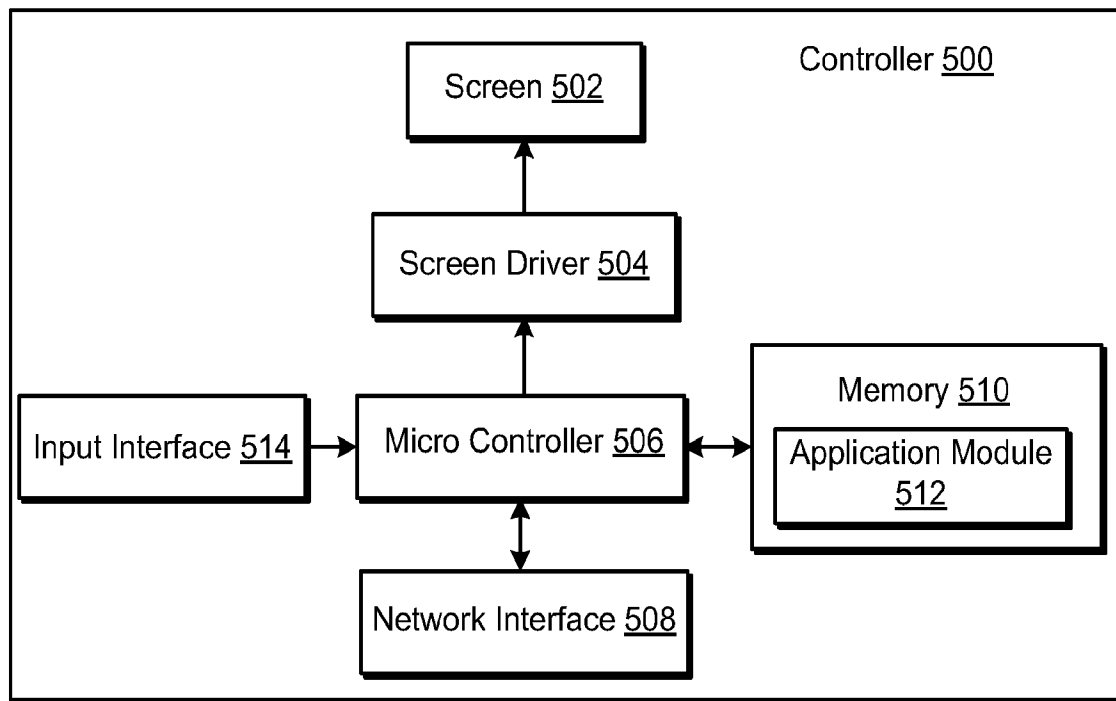 Controller 500
Screen 502
Screen Driver 504
Memory 510
Input Interface 514
Micro Controller 506
Application Module
512
Network Interface 508